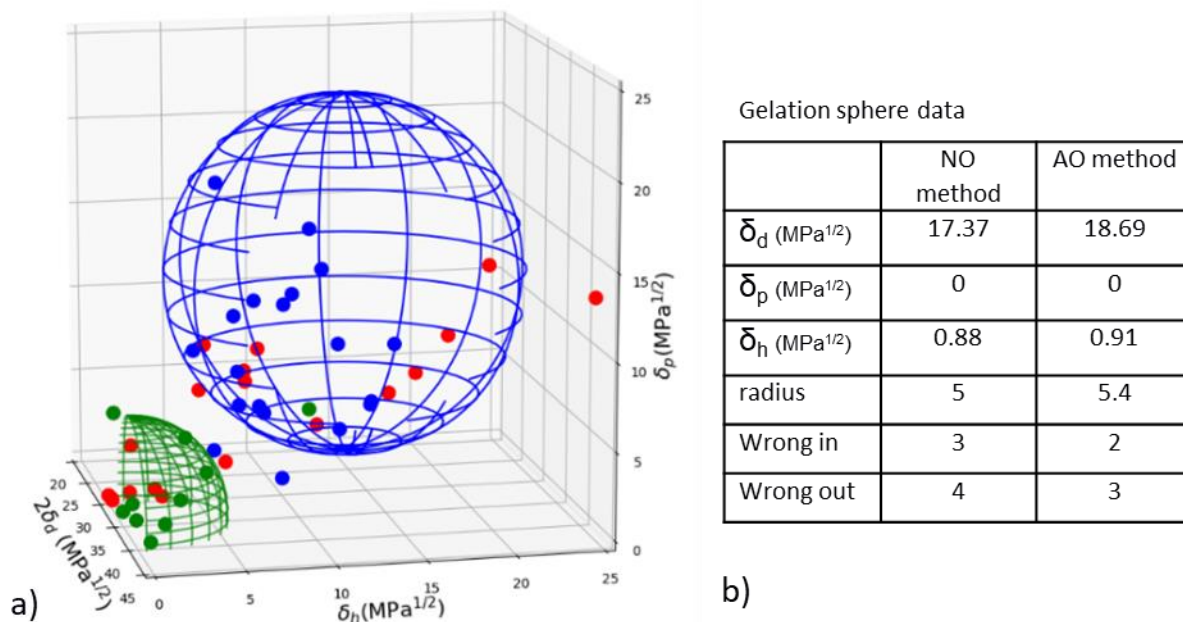 25
20
15
10
5
0
δp(MPa1/2)
20
25
30
35
40
45
2δd (MPa1/2)
0
5
10
15
20
25
δh(MPa1/2)
a)
Gelation sphere data
NO method AO method
δd (MPa1/2) 17.37 18.69
δp (MPa1/2) 0 0
δh (MPa1/2) 0.88 0.91
radius 5 5.4
Wrong in 3 2
Wrong out 4 3
b)